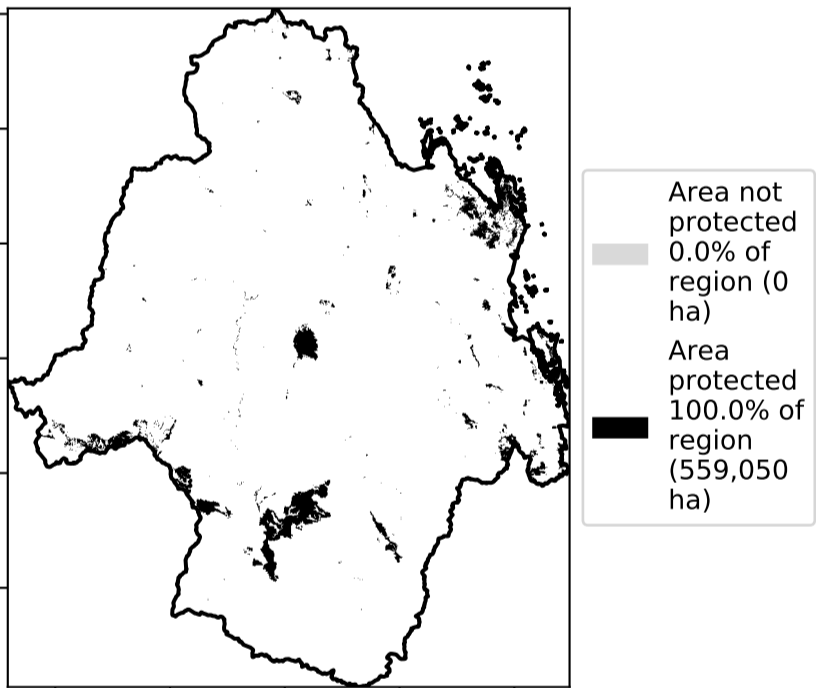 Area not
protected
0.0% of
region (0
ha)
Area
protected
100.0% of
region
(559,050
ha)